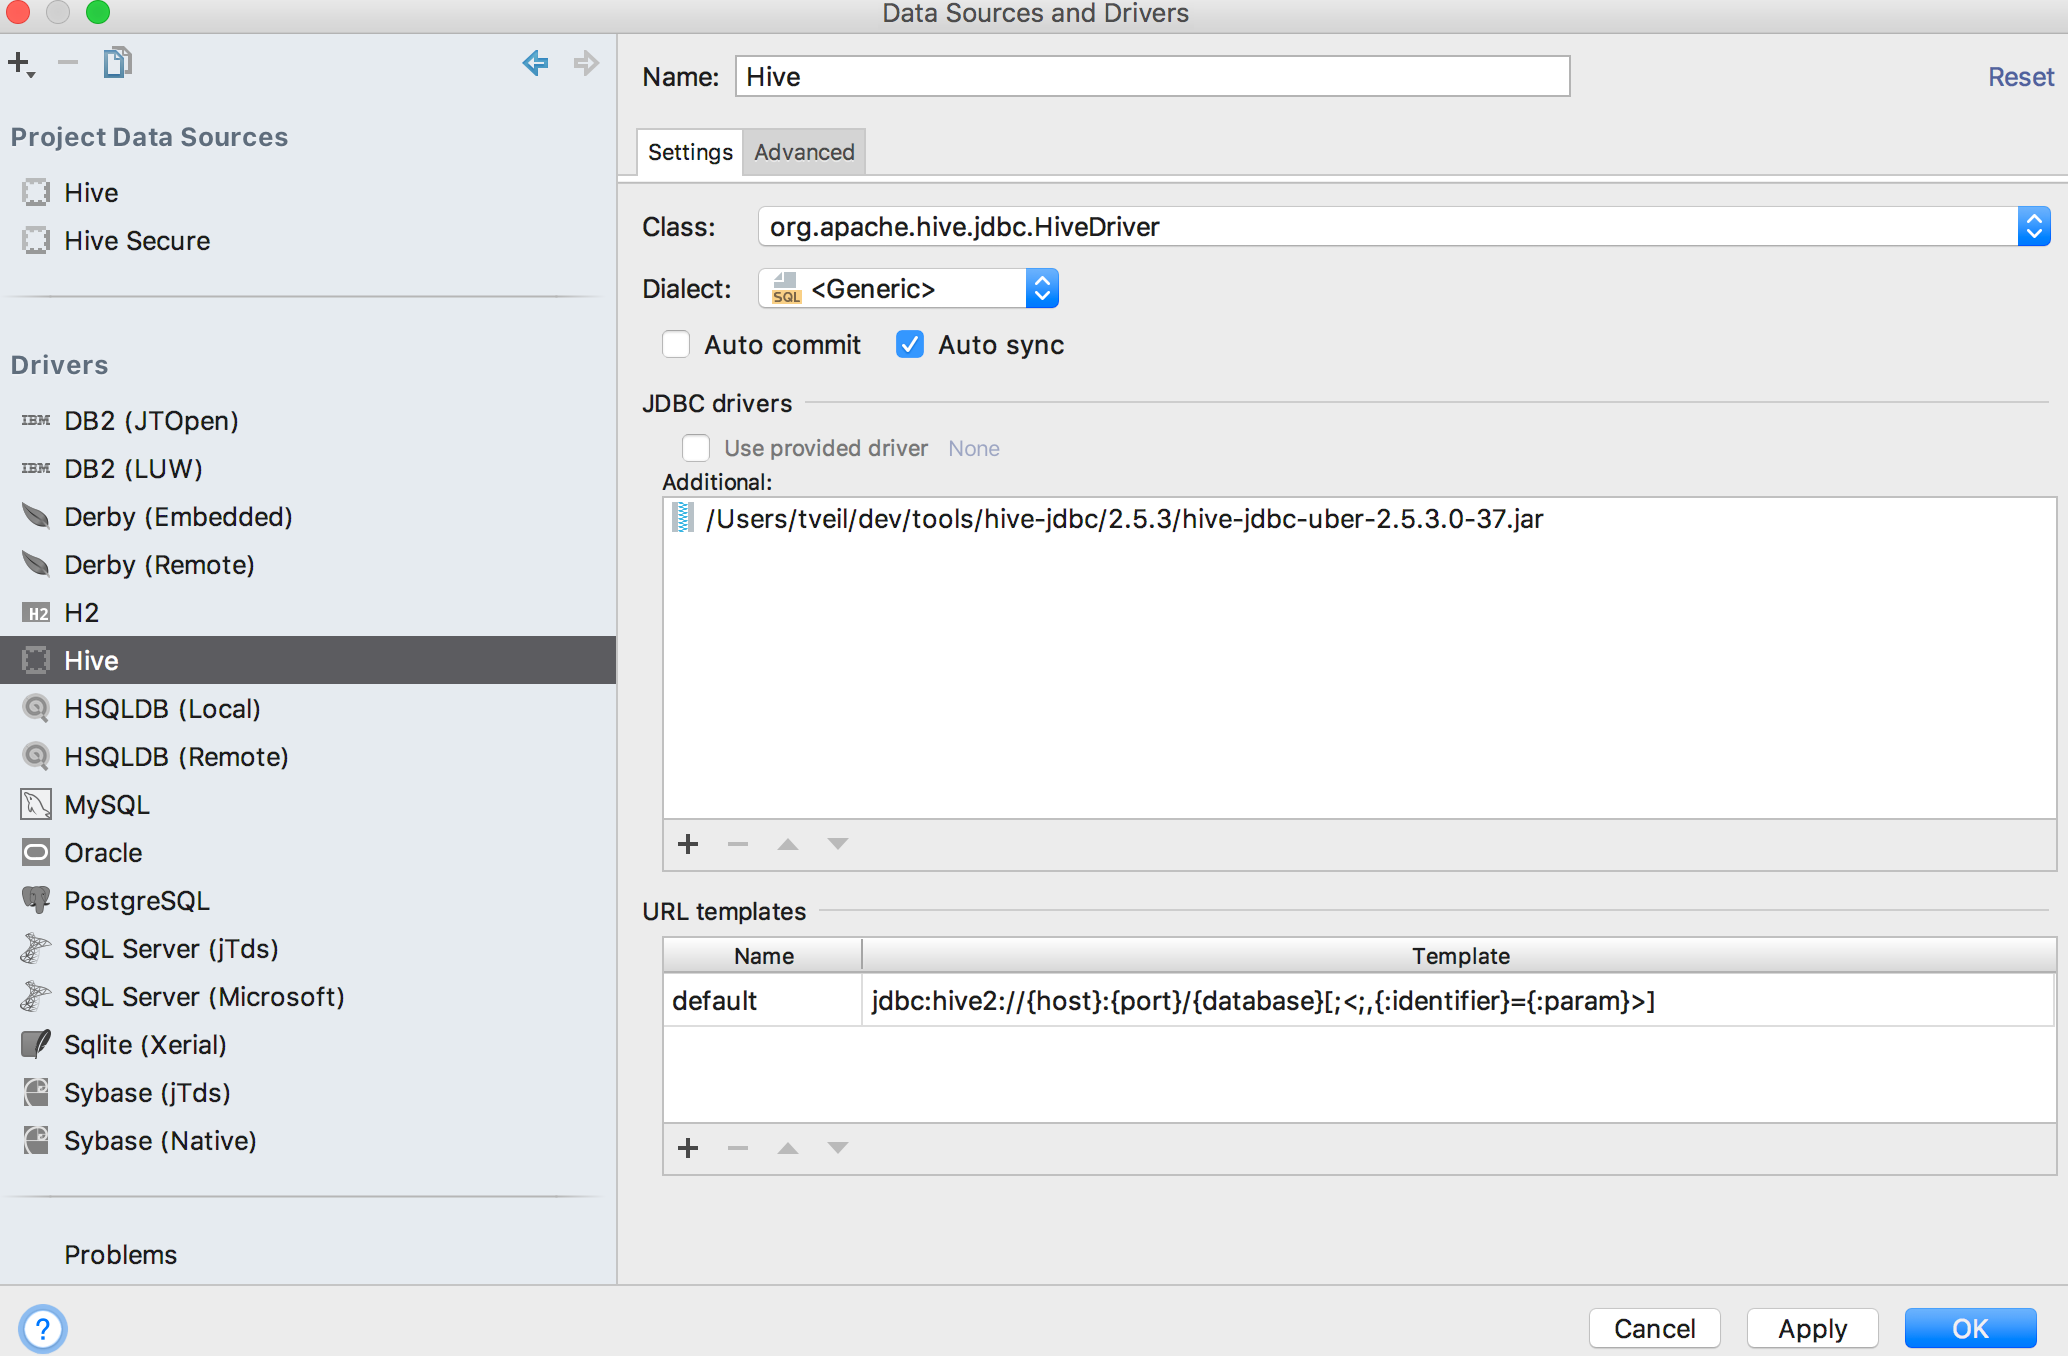 Data Sources and Drivers
Project Data Sources
Hive
Hive Secure
Drivers
IBM DB2 (JTOpen)
IBM DB2 (LUW)
Derby (Embedded)
Derby (Remote)
H2 H2
Hive
HSQLDB (Local)
HSQLDB (Remote)
MySQL
Oracle
PostgreSQL
SQL Server (jTds)
SQL Server (Microsoft)
Sqlite (Xerial)
Sybase (jTds)
Sybase (Native)
Problems
?
Name: Hive
Reset
Settings Advanced
Class: org.apache.hive.jdbc.HiveDriver
Dialect: SQL <Generic>
Auto commit Auto sync
JDBC drivers
Use provided driver None
Additional:
/Users/tveil/dev/tools/hive-jdbc/2.5.3/hive-jdbc-uber-2.5.3.0-37.jar
URL templates
Name Template
default jdbc:hive2://{host}:{port}/{database}[;<;,{:identifier}={:param}>]
Cancel Apply OK